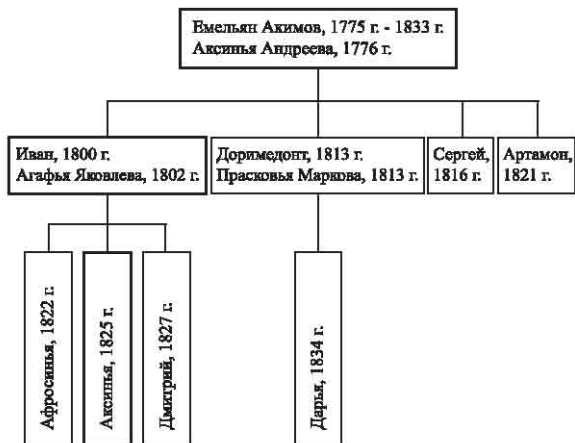 Емельян Акимов, 1775 г. - 1833 г.
Аксинья Андреева, 1776 г.
Иван, 1800 г.
Агафья Яковлева, 1802 г.
Доримедонт, 1813 г.
Прасковья Маркова, 1813 г.
Сергей,
1816 г.
Артамон,
1821 г.
Афросинья, 1822 г.
Аксинья, 1825 г.
Дмитрий, 1827 г.
Дарья, 1834 г.